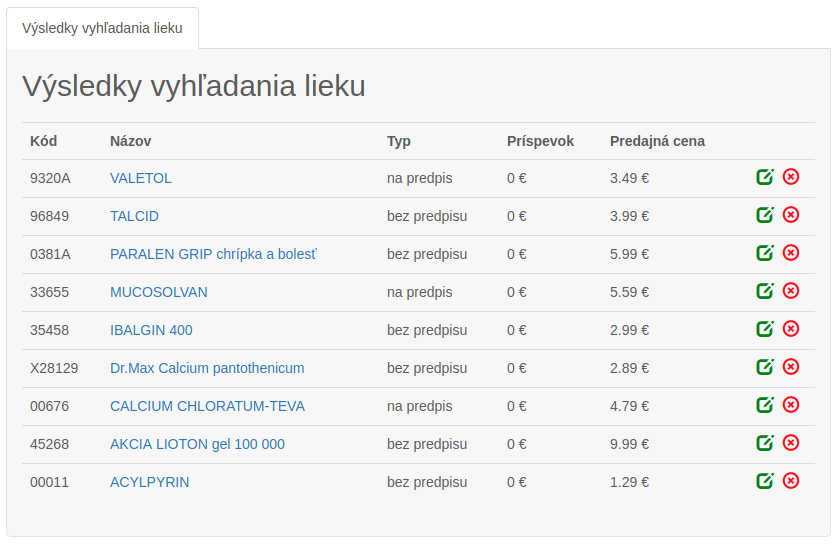 Výsledky vyhľadania lieku
Výsledky vyhľadania lieku
Kód Názov Typ Príspevok Predajná cena
9320A VALETOL na predpis 0 € 3.49 €
96849 TALCID bez predpisu 0 € 3.99 €
0381A PARALEN GRIP chrípka a bolesť bez predpisu 0 € 5.99 €
33655 MUCOSOLVAN na predpis 0 € 5.59 €
35458 IBALGIN 400 bez predpisu 0 € 2.99 €
X28129 Dr.Max Calcium pantothenicum bez predpisu 0 € 2.89 €
00676 CALCIUM CHLORATUM-TEVA na predpis 0 € 4.79 €
45268 AKCIA LIOTON gel 100 000 bez predpisu 0 € 9.99 €
00011 ACYLPYRIN bez predpisu 0 € 1.29 €